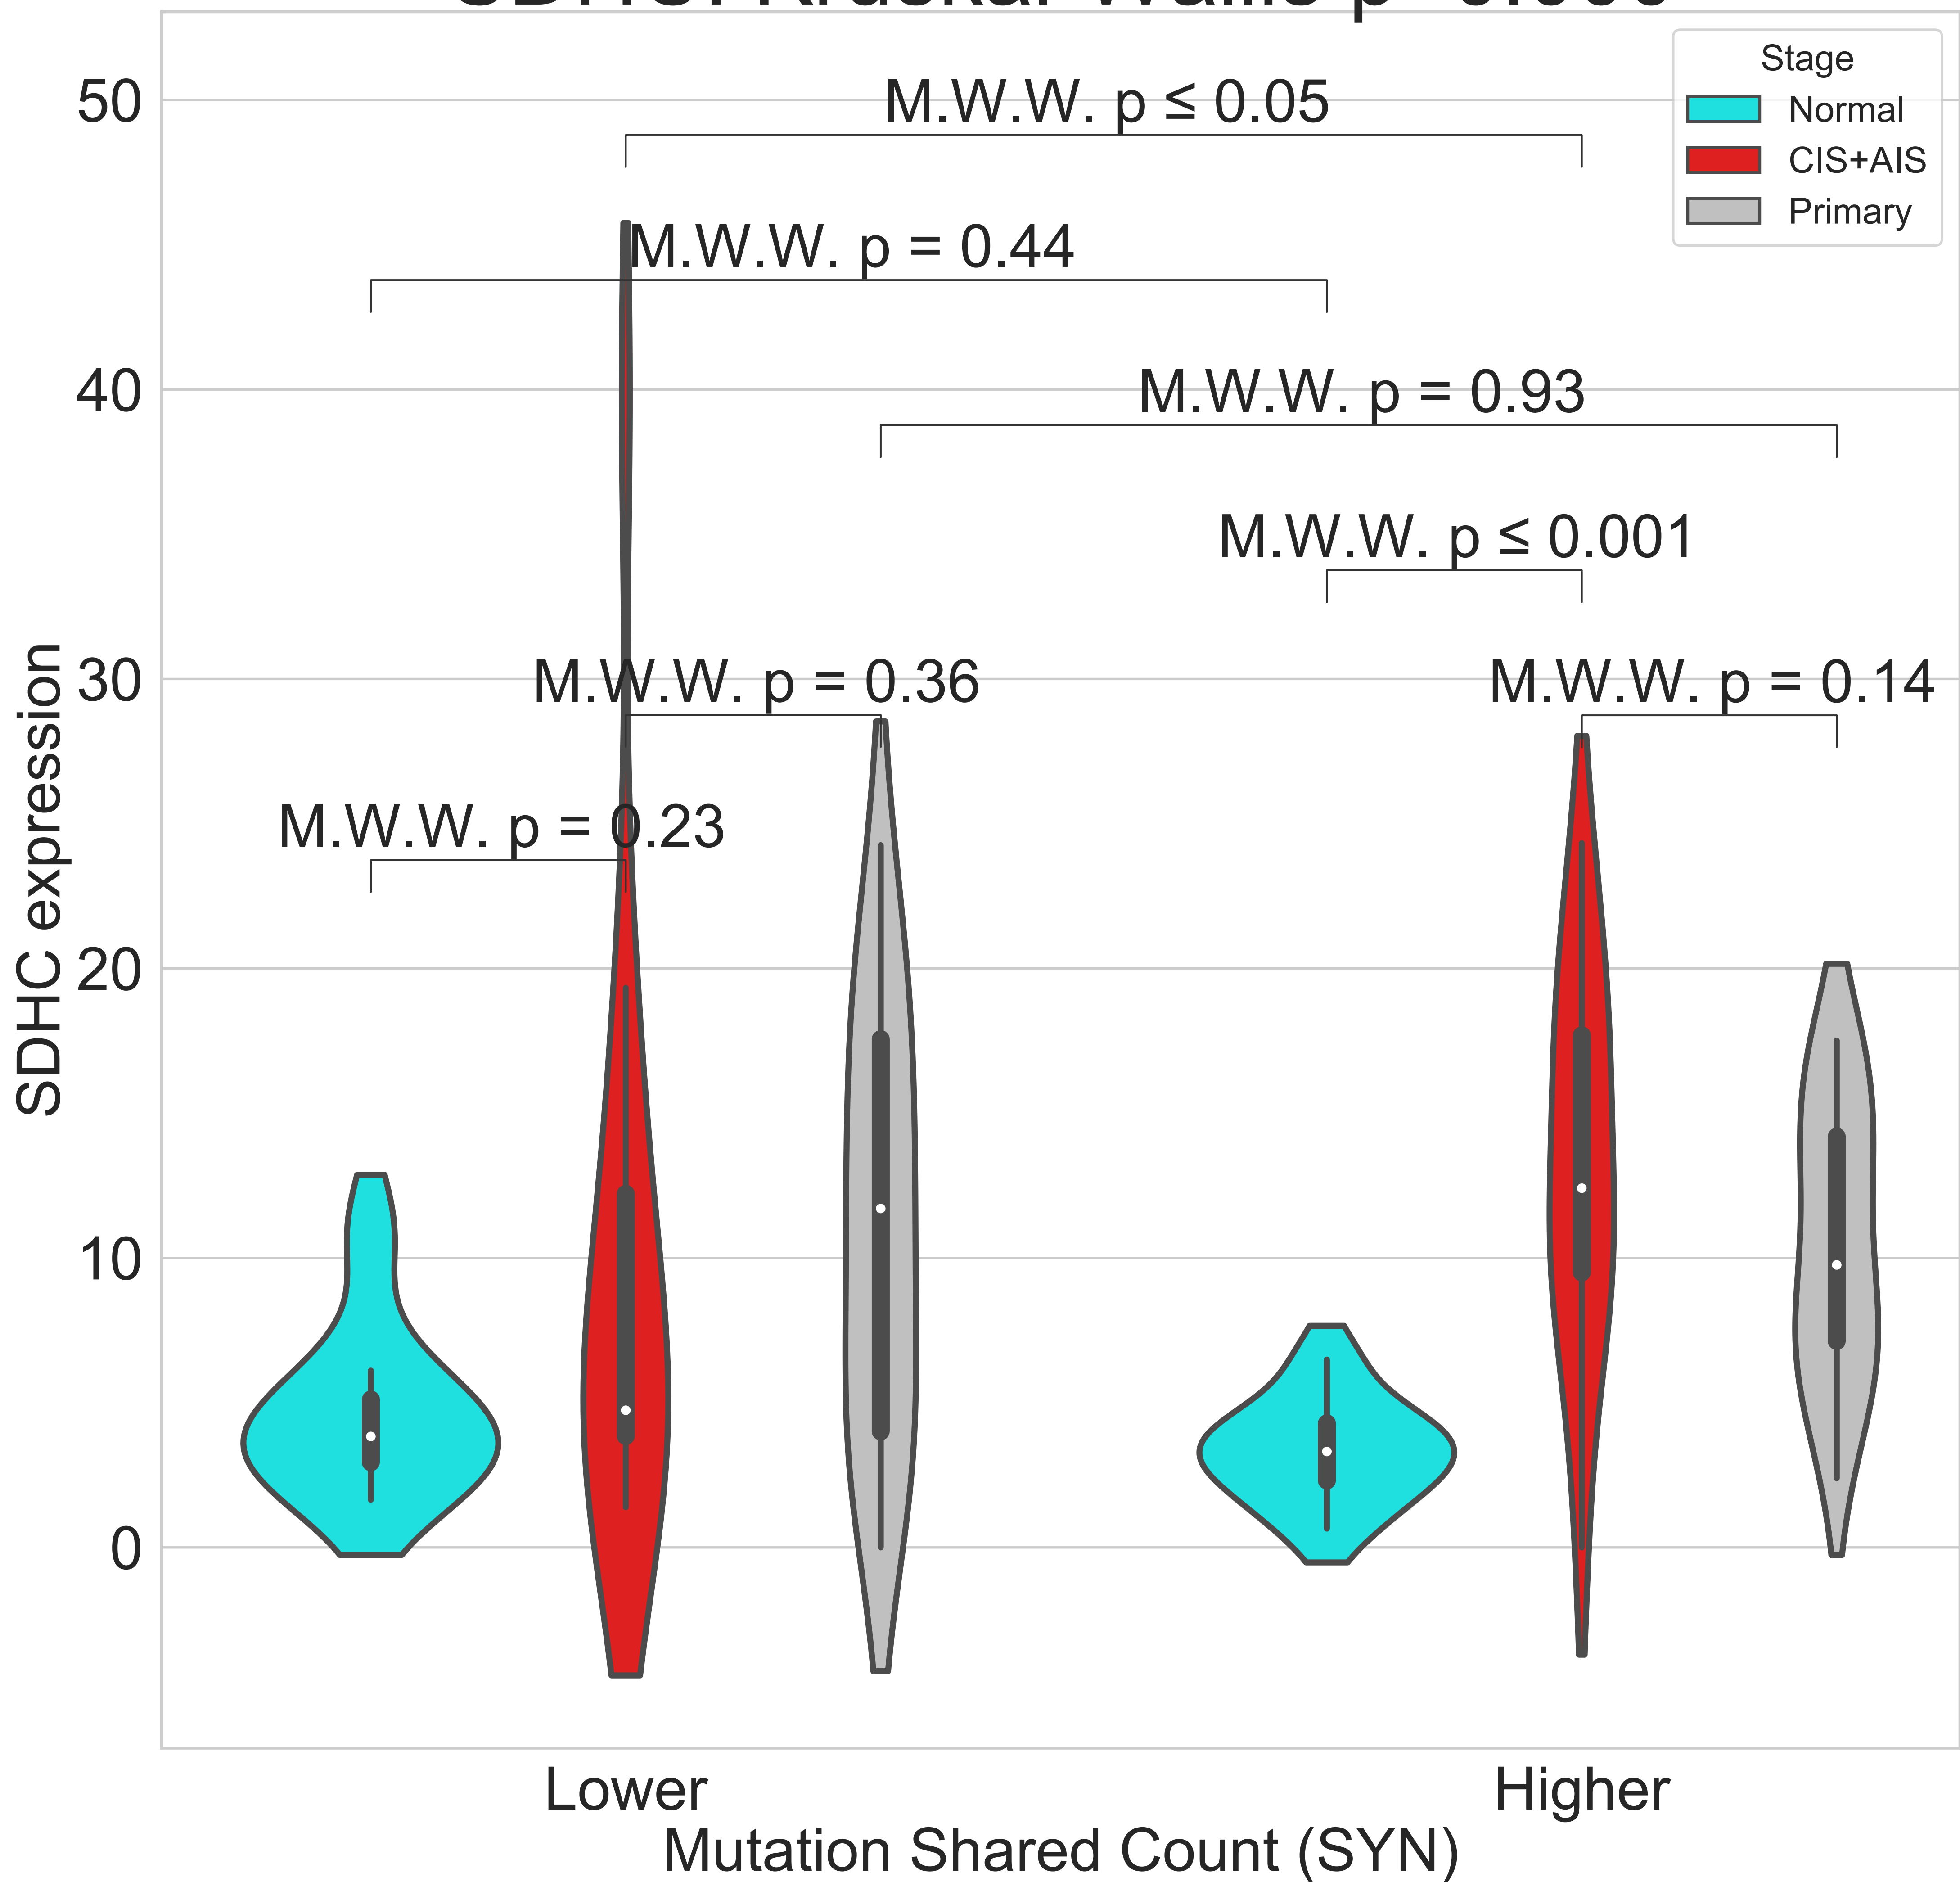 Stage
Normal
CIS+AIS
Primary
50
40
30
20
10
0
SDHC expression
M.W.W. p ≤ 0.05
M.W.W. p = 0.44
M.W.W. p = 0.93
M.W.W. p ≤ 0.001
M.W.W. p = 0.36
M.W.W. p = 0.14
M.W.W. p = 0.23
Lower
Higher
Mutation Shared Count (SYN)